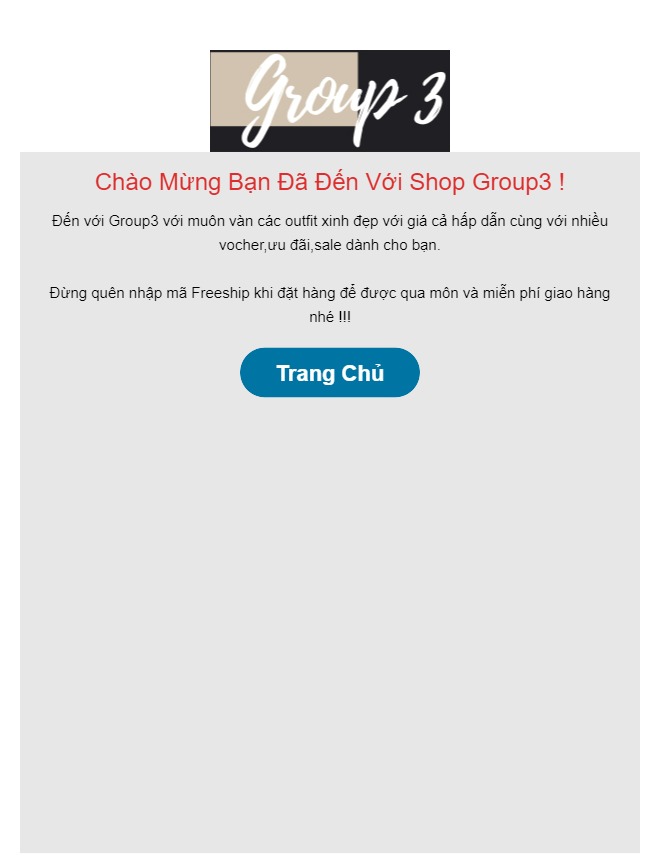 Group 3
Chào Mừng Bạn Đã Đến Với Shop Group3 !
Đến với Group3 với muôn vàn các outfit xinh đẹp với giá cả hấp dẫn cùng với nhiều
vocher,ưu đãi,sale dành cho bạn.
Đừng quên nhập mã Freeship khi đặt hàng để được qua môn và miễn phí giao hàng
nhé !!!
Trang Chủ